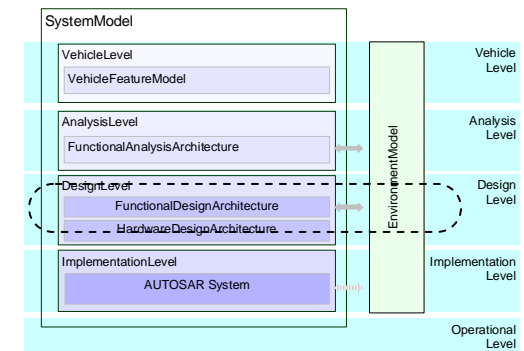 SystemModel
VehicleLevel
VehicleFeatureModel
Vehicle
Level
AnalysisLevel
FunctionalAnalysisArchitecture
Analysis
Level
EnvironmentModel
DesignLevel
FunctionalDesignArchitecture
HardwareDesignArchitecture
Design
Level
ImplementationLevel
AUTOSAR System
Implementation
Level
Operational
Level